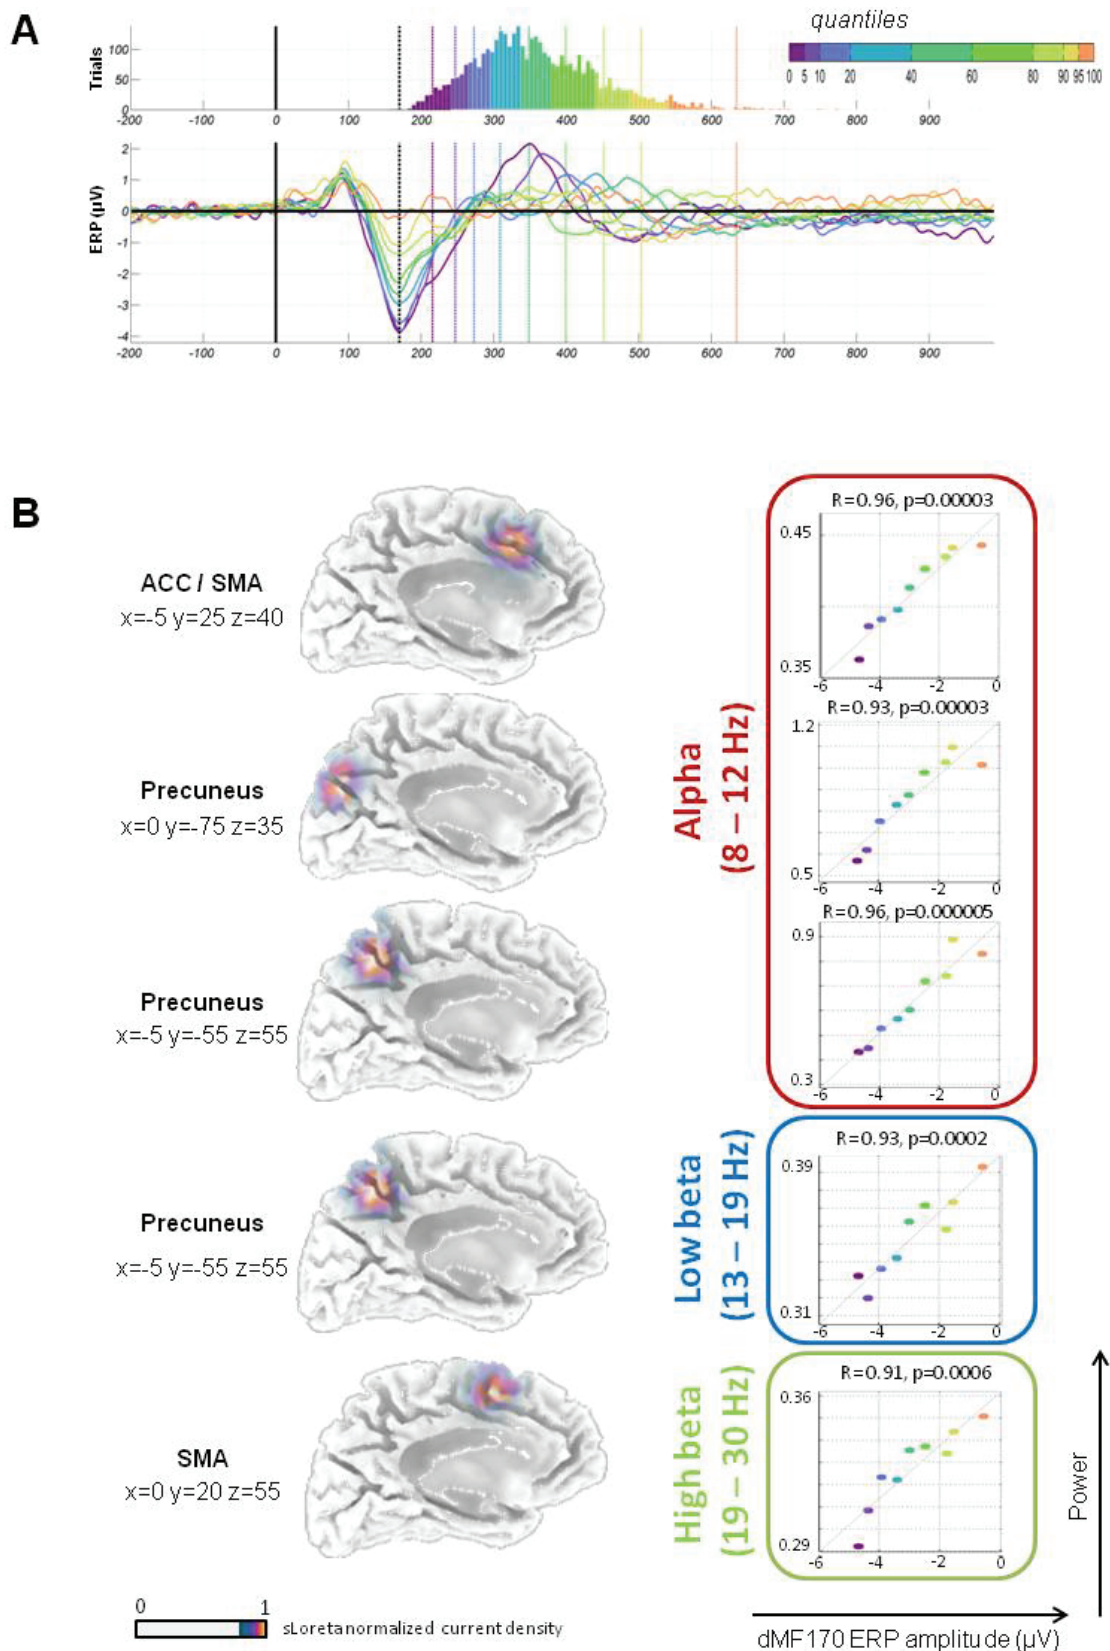 A
quantiles
0 5 10 20 40 60 80 90 95 100
Trials
100
50
0
-200 -100 0 100 200 300 400 500 600 700 800 900
ERP (µV)
2
1
0
-1
-2
-3
-4
-200 -100 0 100 200 300 400 500 600 700 800 900
B
ACC / SMA
x=-5 y=25 z=40
Precuneus
x=0 y=-75 z=35
Precuneus
x=-5 y=-55 z=55
Precuneus
x=-5 y=-55 z=55
SMA
x=0 y=20 z=55
0 1
sLoreta normalized current density
Alpha
(8 – 12 Hz)
R=0.96, p=0.00003
0.45
0.35
-6 -4 -2 0
R=0.93, p=0.00003
1.2
0.5
-6 -4 -2 0
R=0.96, p=0.000005
0.9
0.3
-6 -4 -2 0
Low beta
(13 – 19 Hz)
R=0.93, p=0.0002
0.39
0.31
-6 -4 -2 0
High beta
(19 – 30 Hz)
R=0.91, p=0.0006
0.36
0.29
-6 -4 -2 0
Power
dMF170 ERP amplitude (µV)